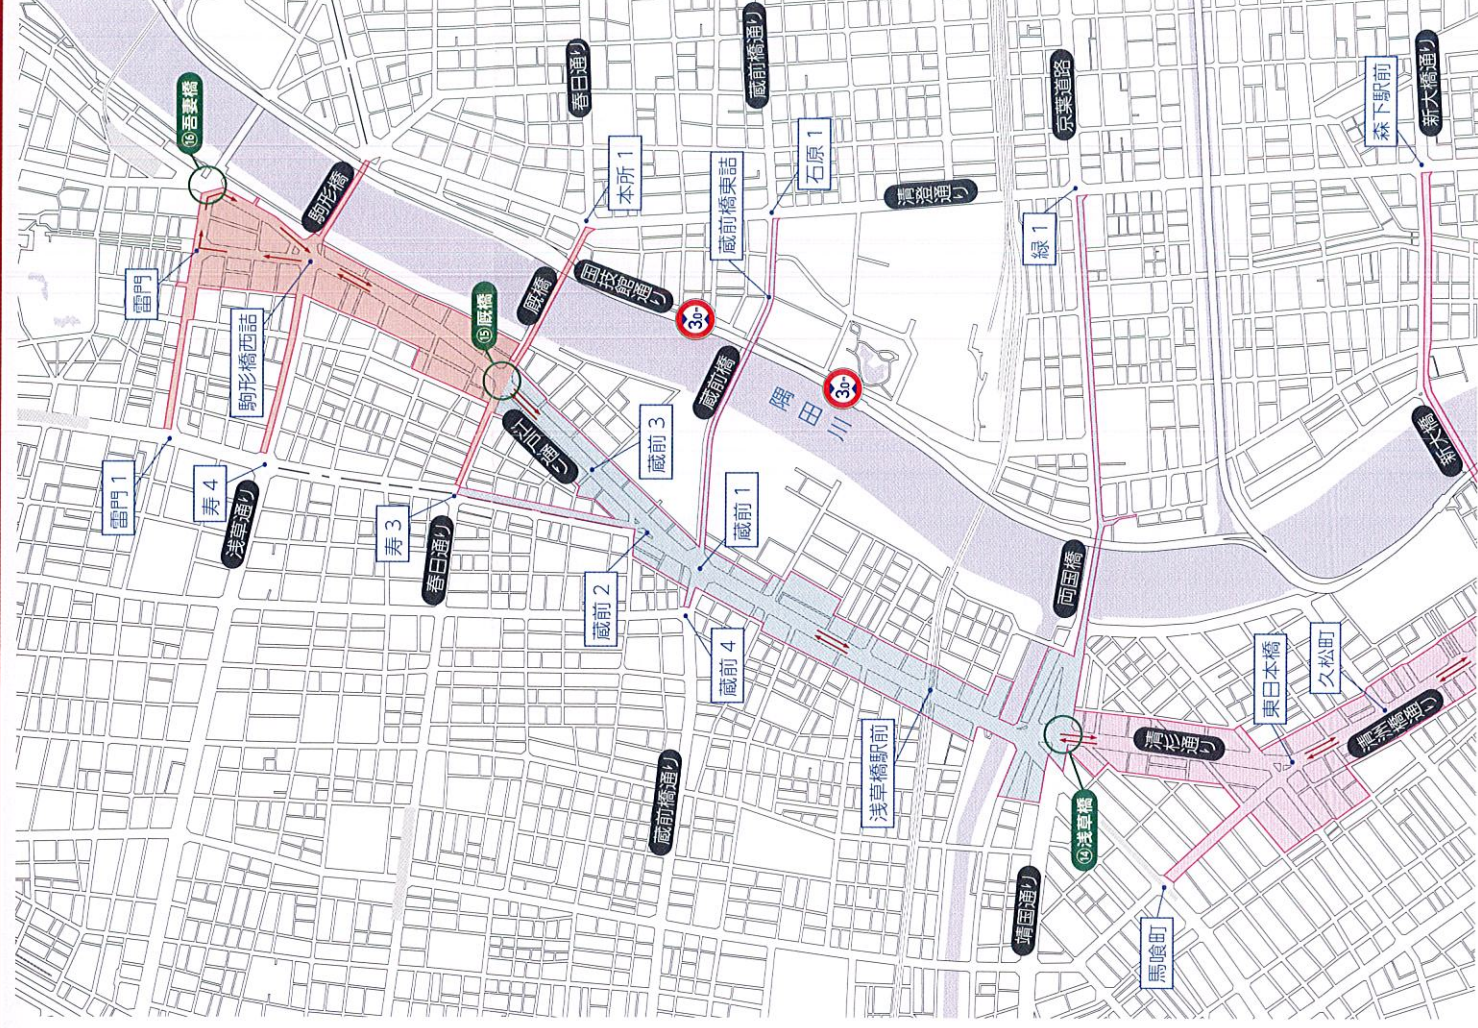 ⑯吾妻橋
駒形橋
雷門
駒形橋西詰
雷門 1
寿 4
浅草通り
寿 3
春日通り
⑮厩橋
厩橋
江戸通り
春日通り
本所 1
国技館通り
3.0m
蔵前橋通り
蔵前橋東詰
石原 1
清澄通り
蔵前橋
3.0m
隅田川
蔵前 3
蔵前 1
蔵前 2
蔵前 4
蔵前橋通り
浅草橋駅前
京葉道路
緑 1
両国橋
森下駅前
新大橋通り
新大橋
東日本橋
久松町
清洲橋通り
清杉通り
⑭浅草橋
靖国通り
馬喰町